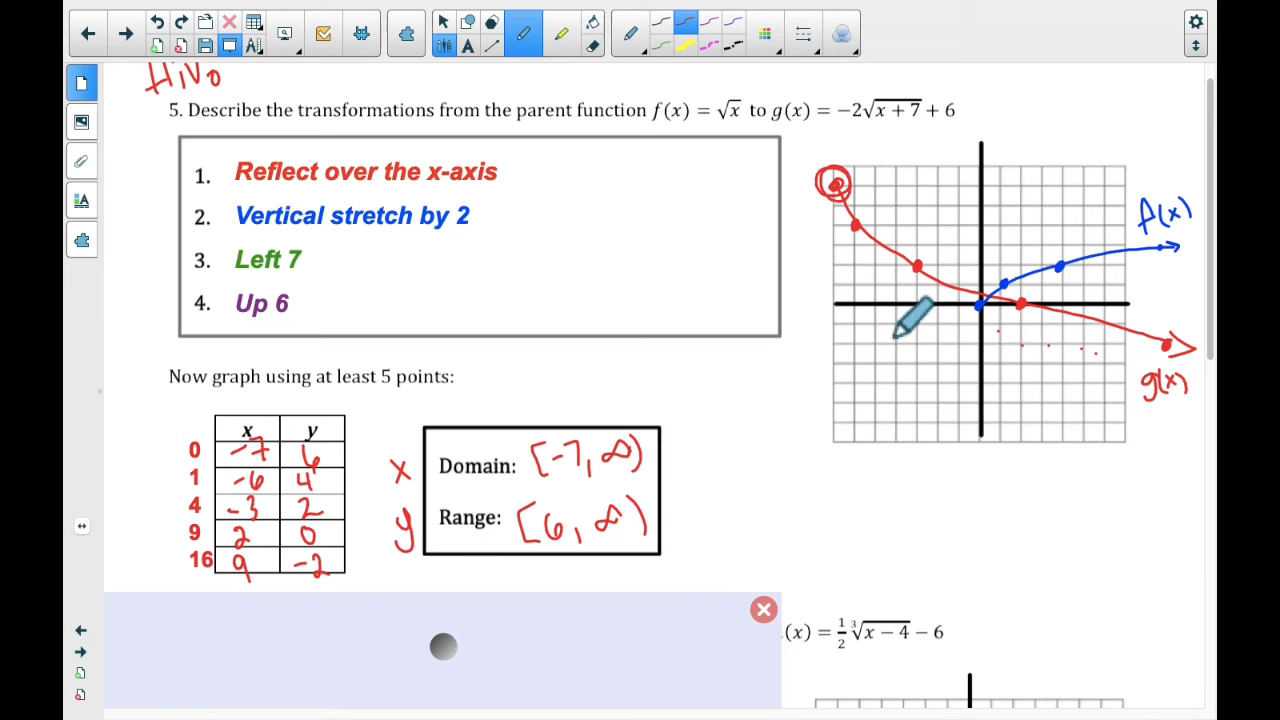 HIVO
5. Describe the transformations from the parent function f(x) = √x to g(x) = −2√(x + 7) + 6
1. Reflect over the x-axis
2. Vertical stretch by 2
3. Left 7
4. Up 6
f(x)
g(x)
Now graph using at least 5 points:
x y
0 -7 6
1 -6 4
4 -3 2
9 2 0
16 9 -2
x Domain: [-7, ∞)
y Range: [6, ∞)
(x) = 1/2 ∛(x − 4) − 6